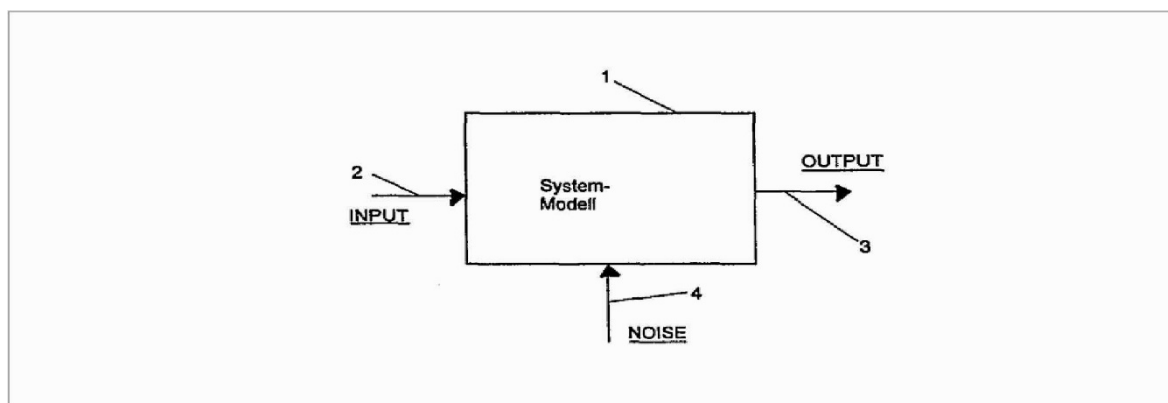 1
OUTPUT
2
System-
Modell
INPUT
3
4
NOISE